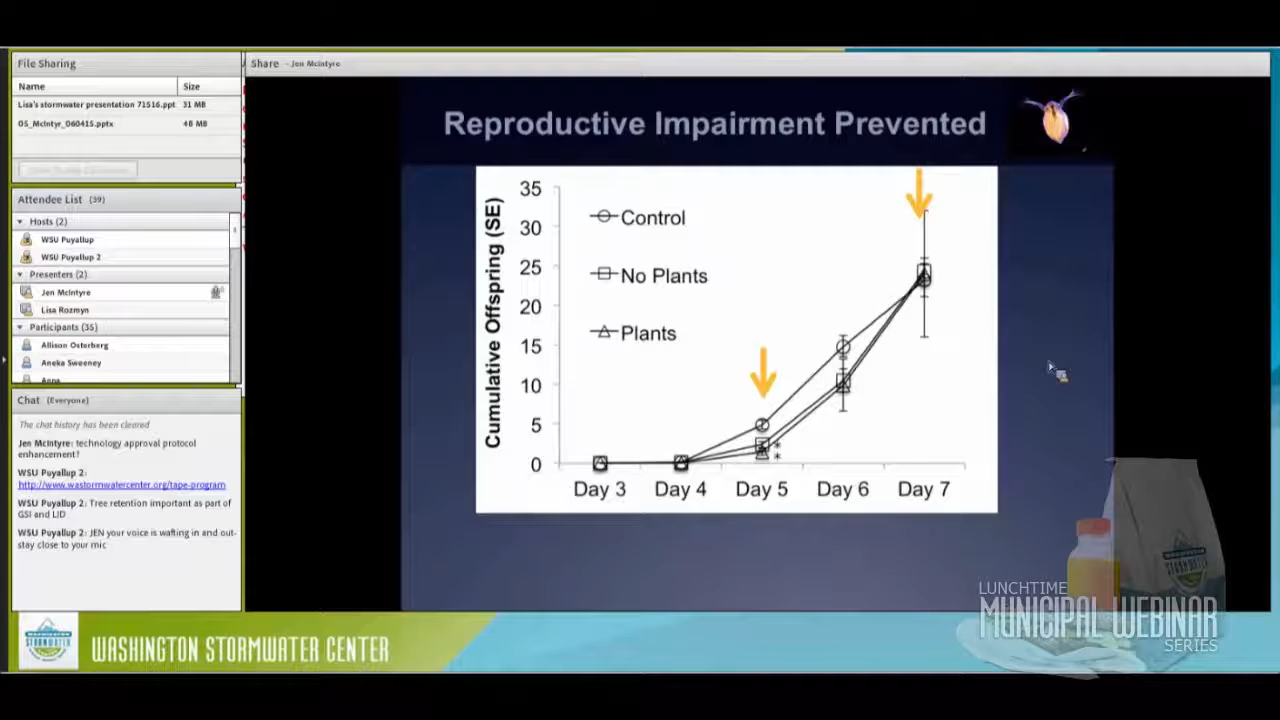 File Sharing
Name Size
Lisa's stormwater presentation 71516.ppt 31 MB
OS_McIntyr_060415.pptx 48 MB
Attendee List (39)
Hosts (2)
WSU Puyallup
WSU Puyallup 2
Presenters (2)
Jen McIntyre
Lisa Rozmyn
Participants (35)
Allison Osterberg
Aneka Sweeney
Anna
Chat (Everyone)
The chat history has been cleared
Jen McIntyre: technology approval protocol
enhancement?
WSU Puyallup 2:
http://www.wastormwatercenter.org/tape-program
WSU Puyallup 2: Tree retention important as part of
GSI and LID
WSU Puyallup 2: JEN your voice is wafting in and out-
stay close to your mic
Share - Jen McIntyre
Reproductive Impairment Prevented
Cumulative Offspring (SE)
35
30
25
20
15
10
5
0
Control
No Plants
Plants
*
*
Day 3 Day 4 Day 5 Day 6 Day 7
WASHINGTON
STORMWATER
WASHINGTON STORMWATER CENTER
LUNCHTIME
MUNICIPAL WEBINAR
SERIES